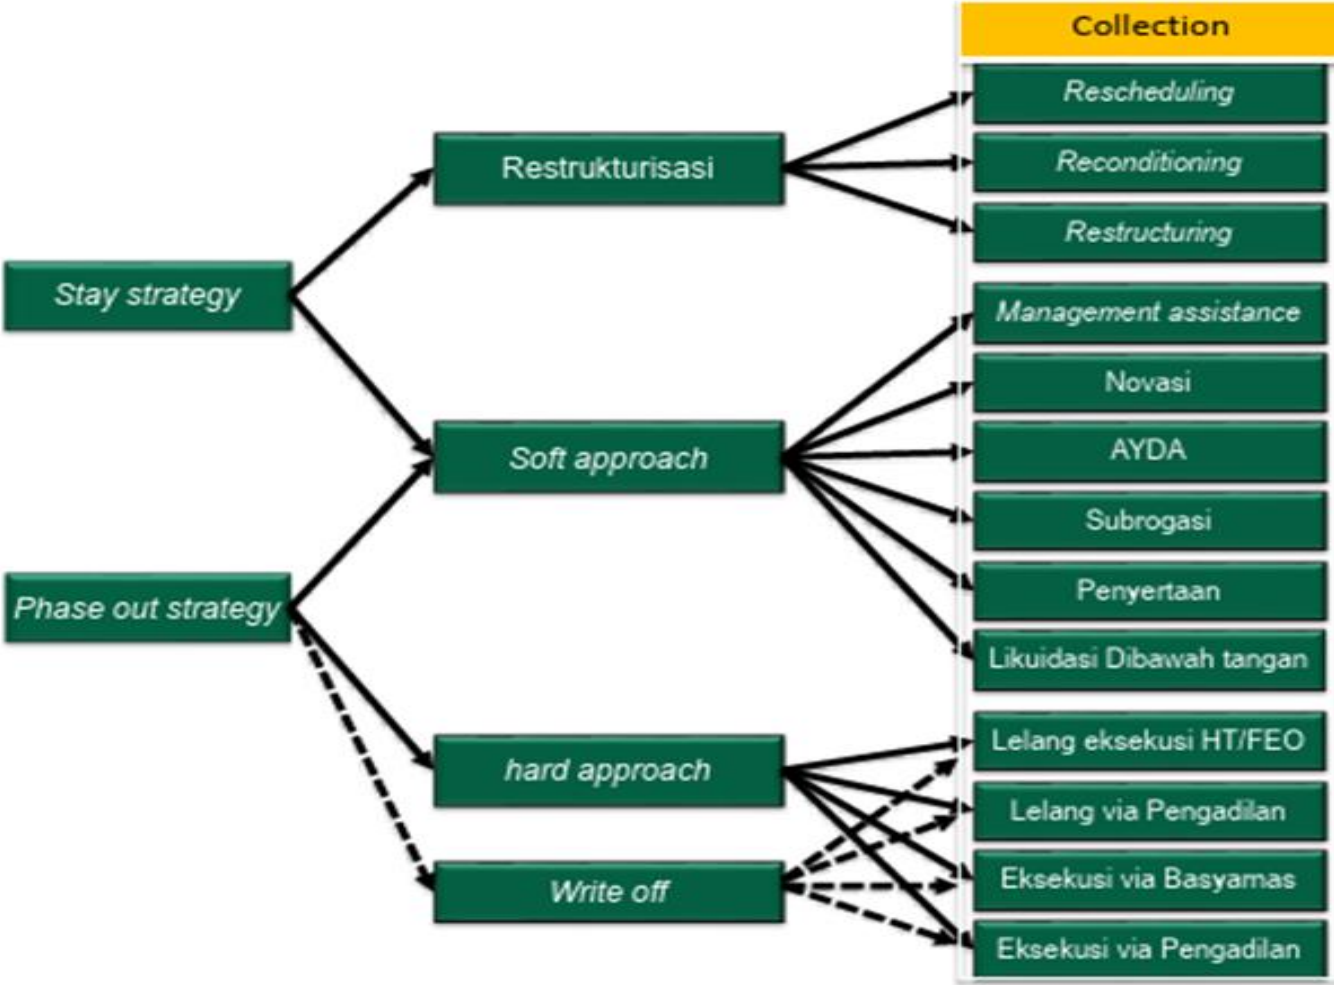 Collection
Rescheduling
Reconditioning
Restructuring
Restrukturisasi
Stay strategy
Management assistance
Novasi
AYDA
Subrogasi
Penyertaan
Likuidasi Dibawah tangan
Soft approach
Phase out strategy
hard approach
Write off
Lelang eksekusi HT/FEO
Lelang via Pengadilan
Eksekusi via Basyarnas
Eksekusi via Pengadilan